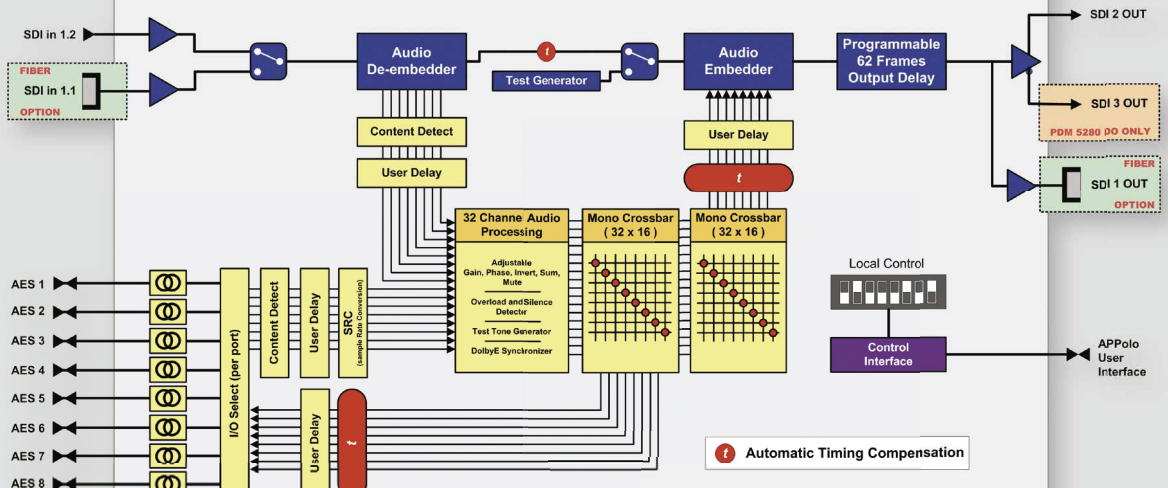 SDI in 1.2
FIBER
SDI in 1.1
OPTION
Audio
De-embedder
t
Test Generator
Audio
Embedder
Programmable
62 Frames
Output Delay
SDI 2 OUT
SDI 3 OUT
PDM 5280 DO ONLY
FIBER
SDI 1 OUT
OPTION
Content Detect
User Delay
User Delay
t
32 Channel Audio
Processing
Adjustable
Gain, Phase, Invert, Sum,
Mute
Overload and Silence
Detector
Test Tone Generator
DolbyE Synchronizer
Mono Crossbar
( 32 x 16 )
Mono Crossbar
( 32 x 16 )
Local Control
Control
Interface
APPolo
User
Interface
AES 1
AES 2
AES 3
AES 4
AES 5
AES 6
AES 7
AES 8
I/O Select (per port)
Content Detect
User Delay
SRC
(sample Rate Conversion)
User Delay
t
t Automatic Timing Compensation